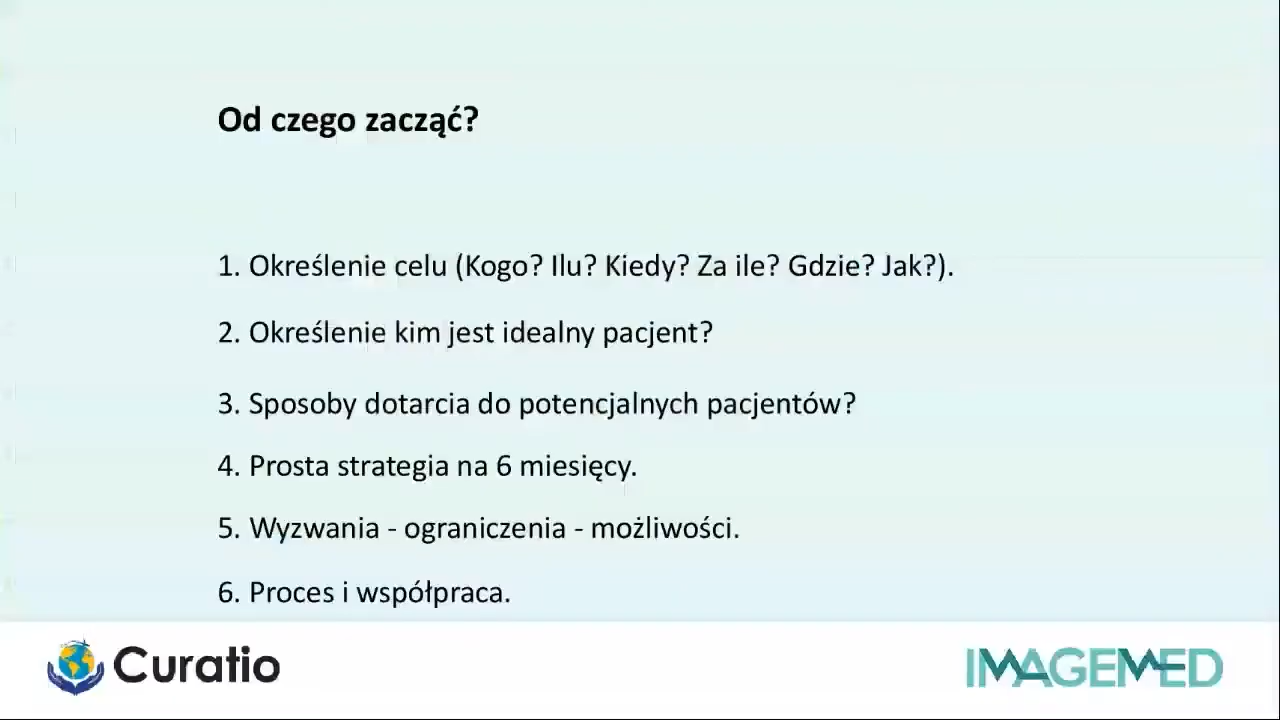 Od czego zacząć?
1. Określenie celu (Kogo? Ilu? Kiedy? Za ile? Gdzie? Jak?).
2. Określenie kim jest idealny pacjent?
3. Sposoby dotarcia do potencjalnych pacjentów?
4. Prosta strategia na 6 miesięcy.
5. Wyzwania - ograniczenia - możliwości.
6. Proces i współpraca.
Curatio
IMAGEMED